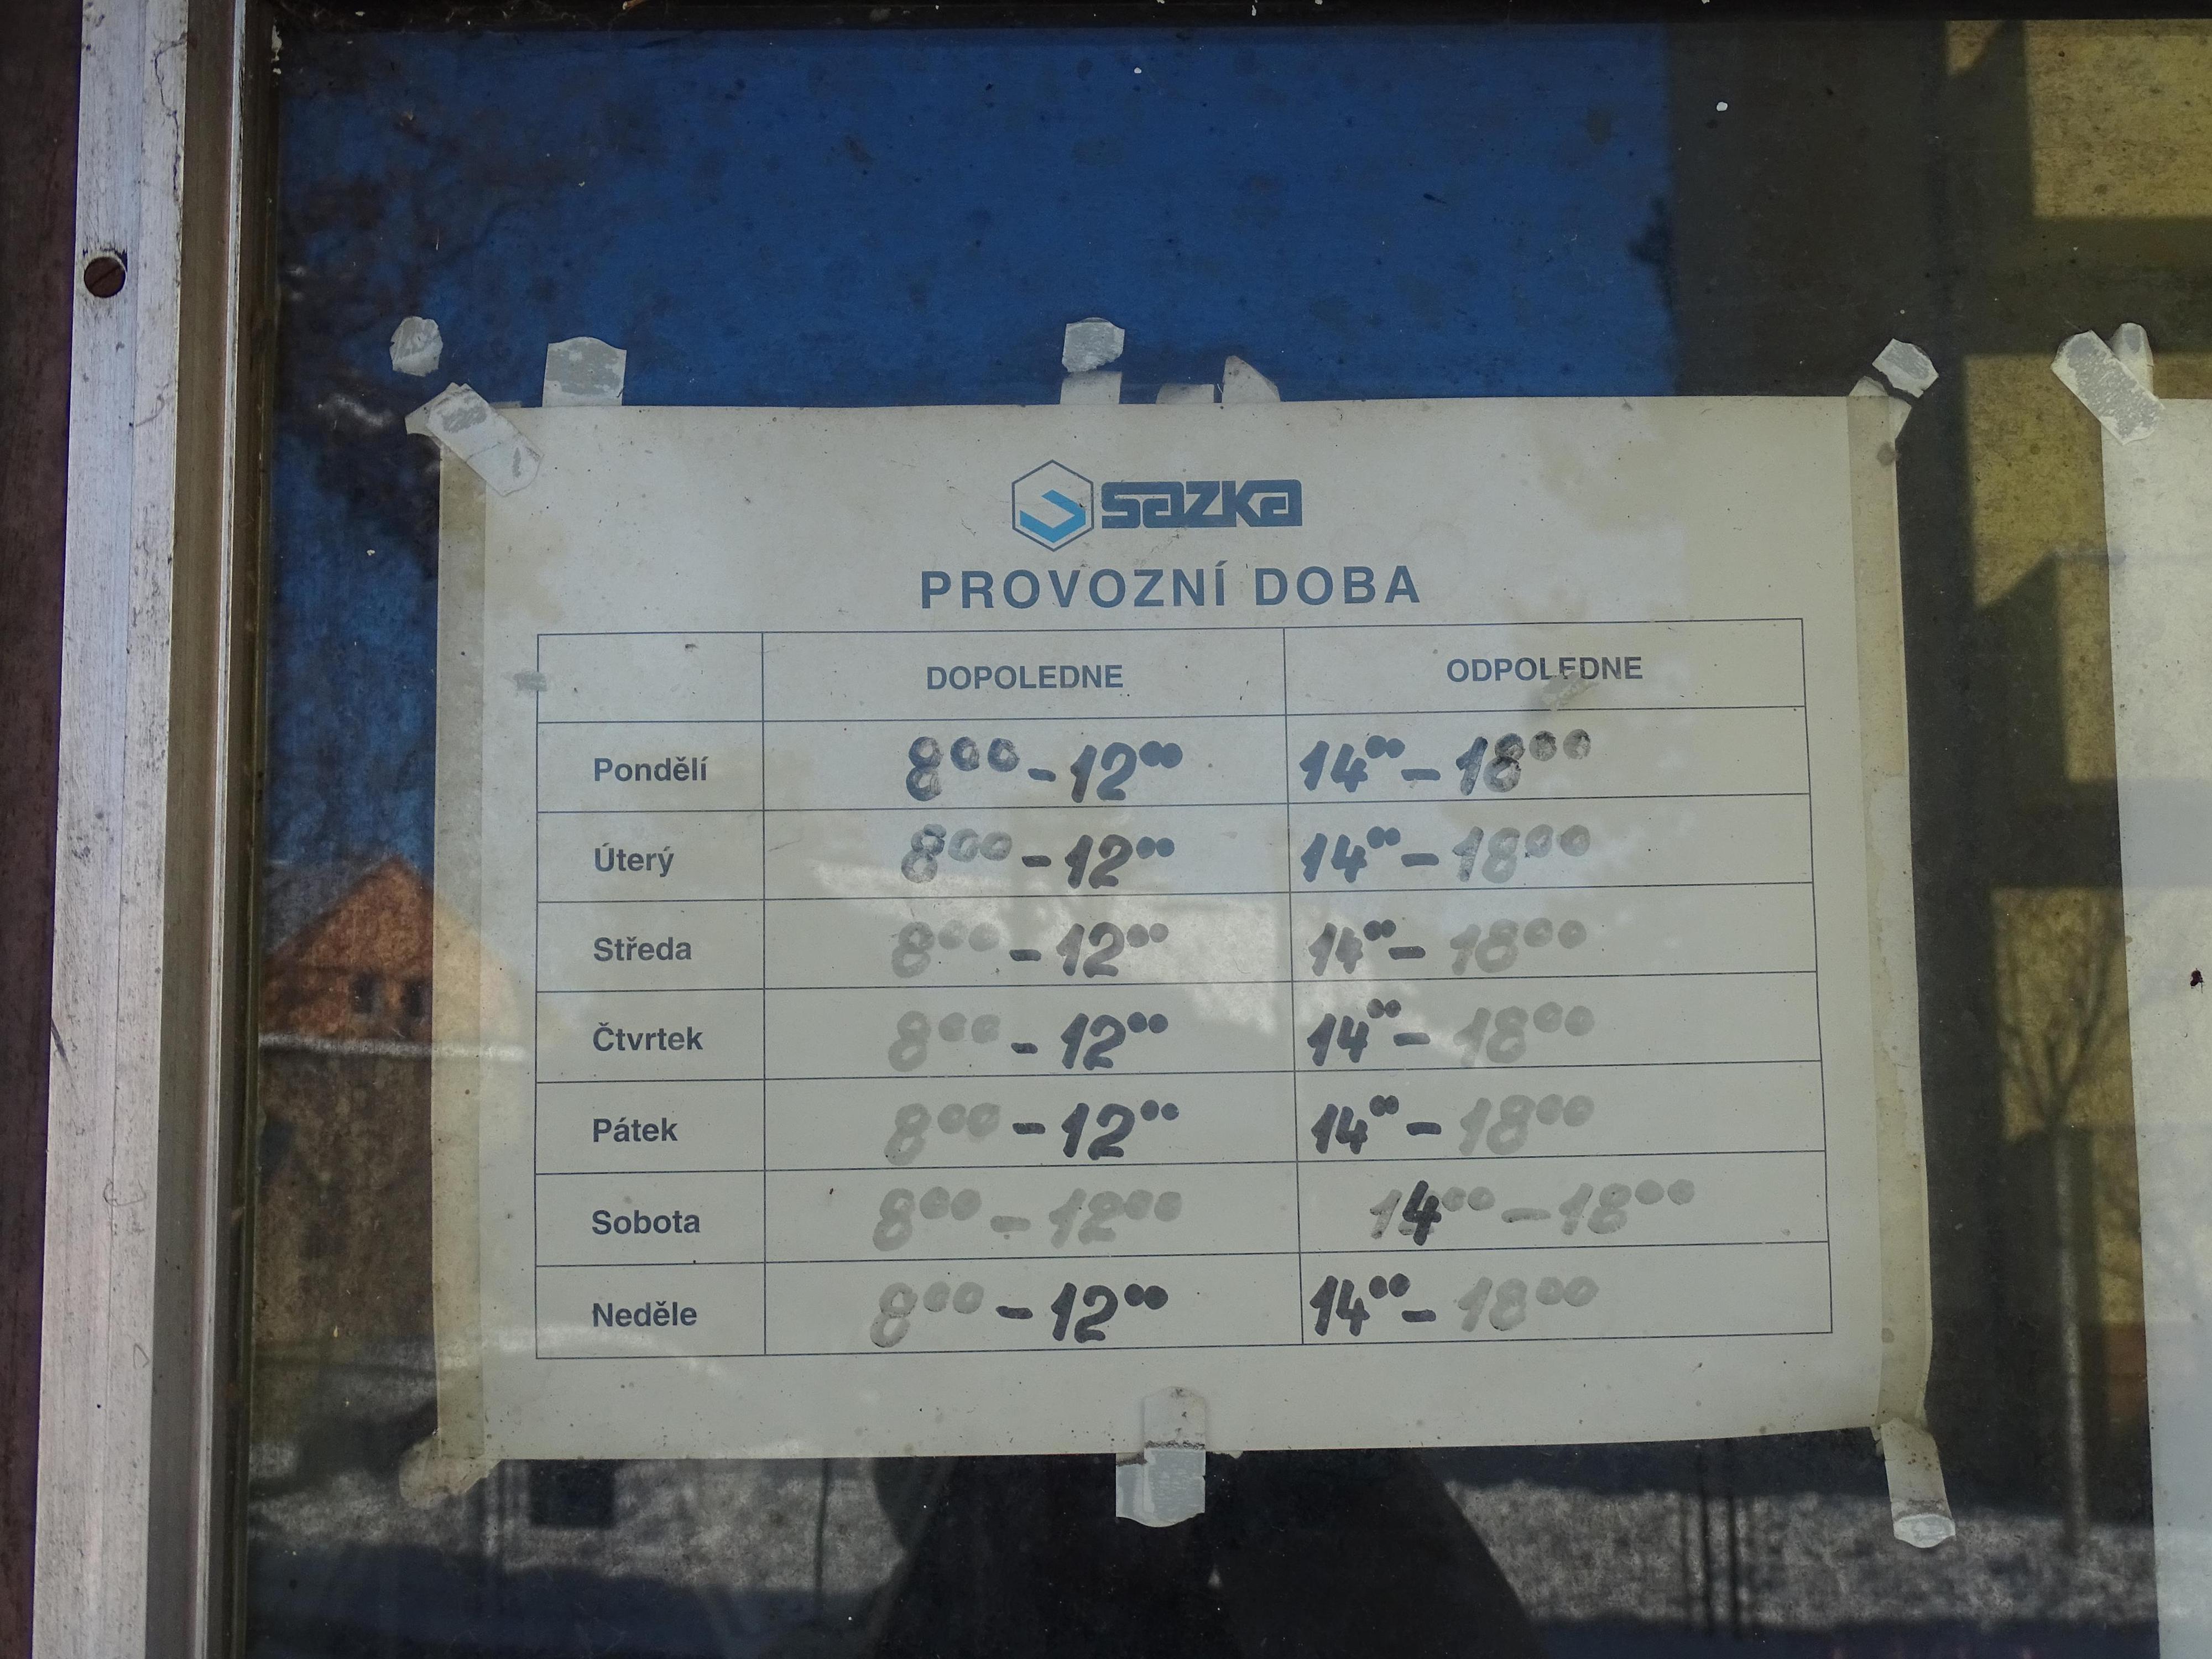 sazka
PROVOZNÍ DOBA
DOPOLEDNE ODPOLEDNE
Pondělí 8⁰⁰ - 12⁰⁰ 14⁰⁰ - 18⁰⁰
Úterý 8⁰⁰ - 12⁰⁰ 14⁰⁰ - 18⁰⁰
Středa 8⁰⁰ - 12⁰⁰ 14⁰⁰ - 18⁰⁰
Čtvrtek 8⁰⁰ - 12⁰⁰ 14⁰⁰ - 18⁰⁰
Pátek 8⁰⁰ - 12⁰⁰ 14⁰⁰ - 18⁰⁰
Sobota 8⁰⁰ - 12⁰⁰ 14⁰⁰ - 18⁰⁰
Neděle 8⁰⁰ - 12⁰⁰ 14⁰⁰ - 18⁰⁰